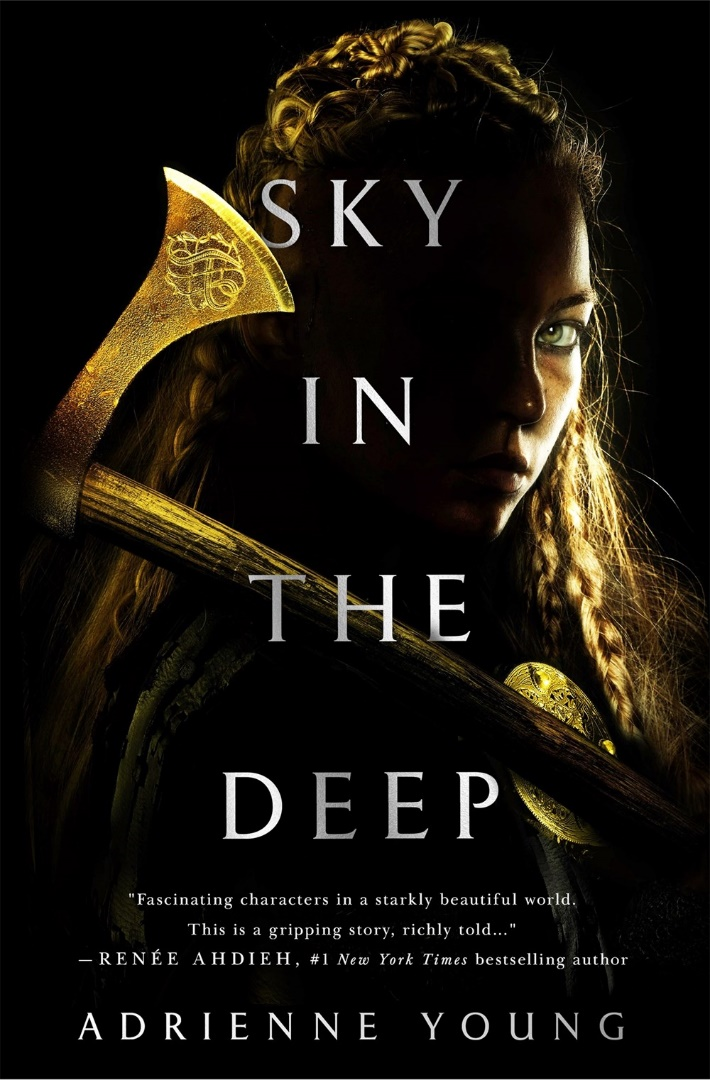 SKY
IN
THE
DEEP
"Fascinating characters in a starkly beautiful world.
This is a gripping story, richly told..."
—RENÉE AHDIEH, #1 New York Times bestselling author
ADRIENNE YOUNG